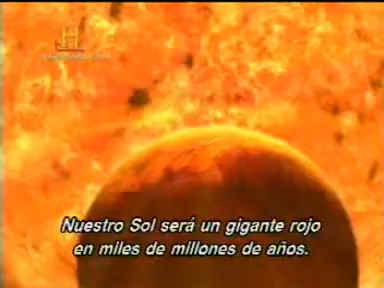 H
Nuestro Sol será un gigante rojo
en miles de millones de años.